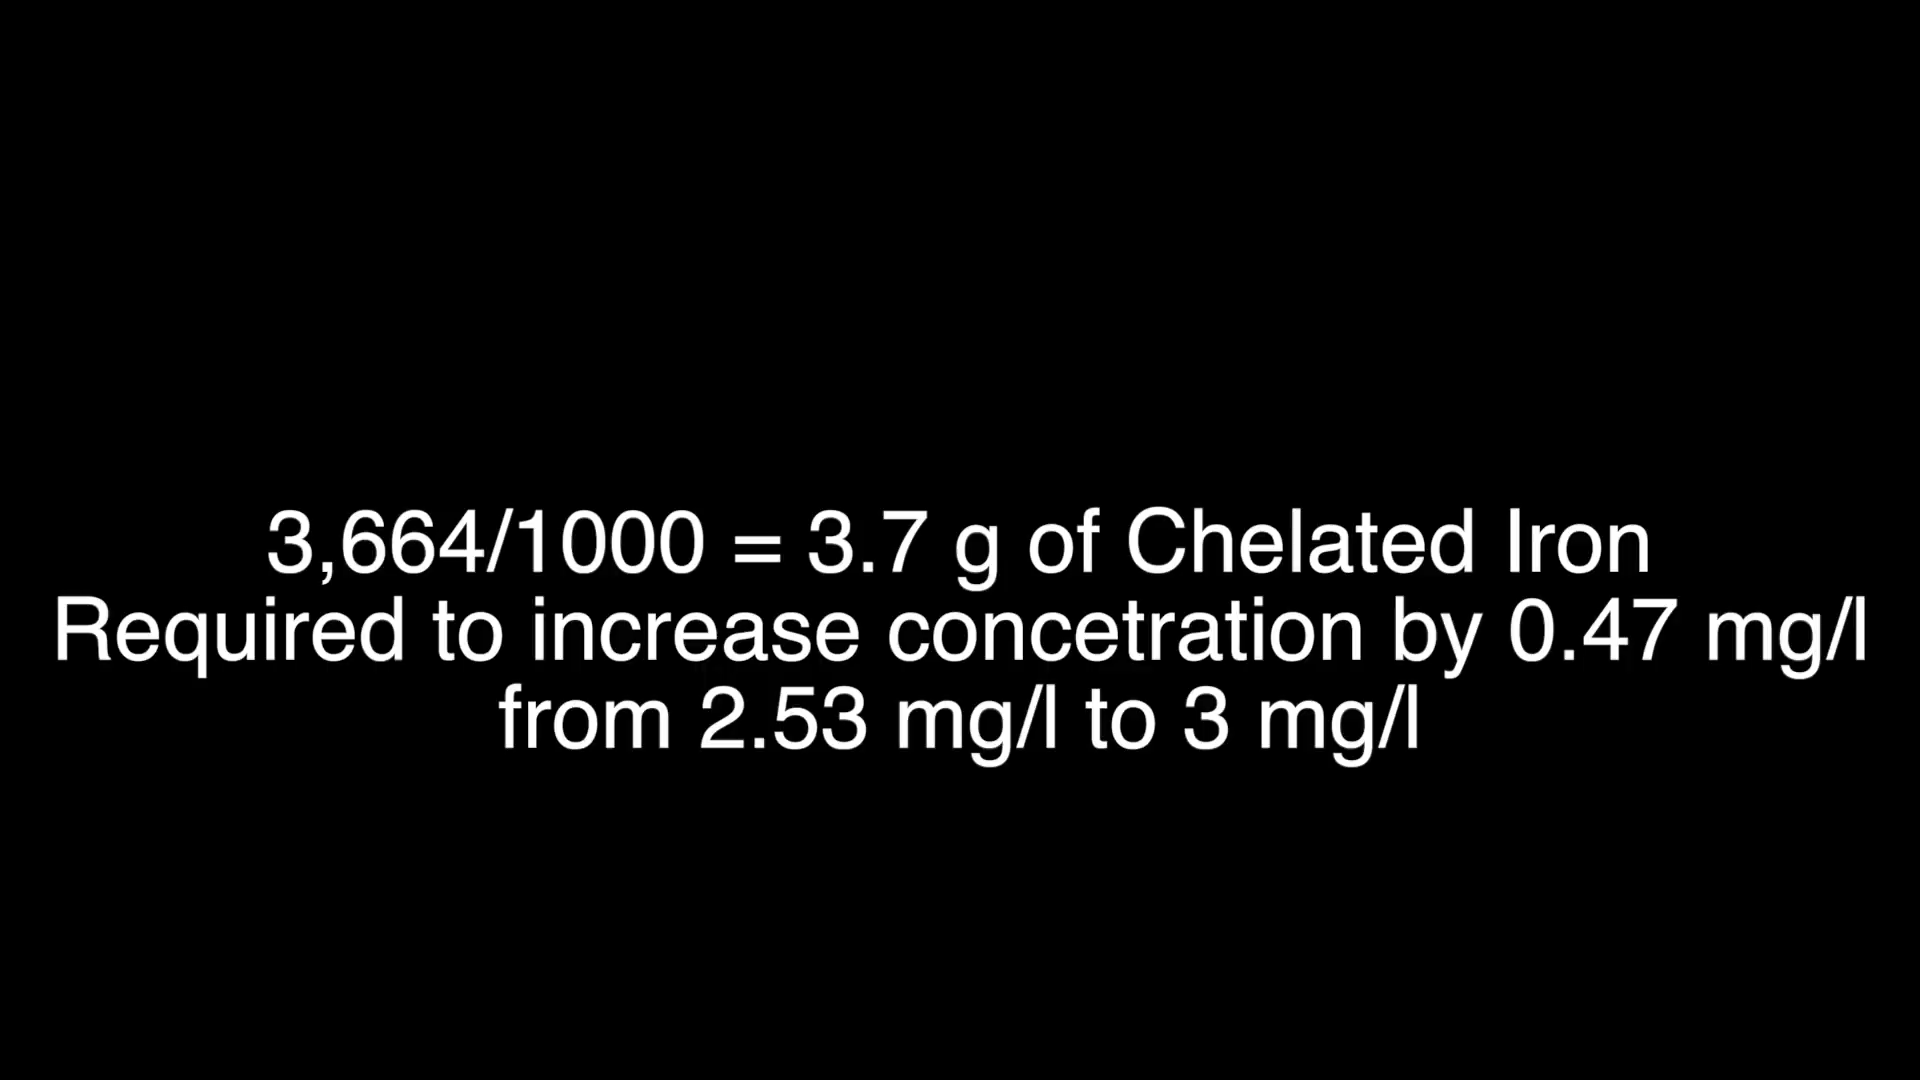 3,664/1000 = 3.7 g of Chelated Iron
Required to increase concetration by 0.47 mg/l
from 2.53 mg/l to 3 mg/l